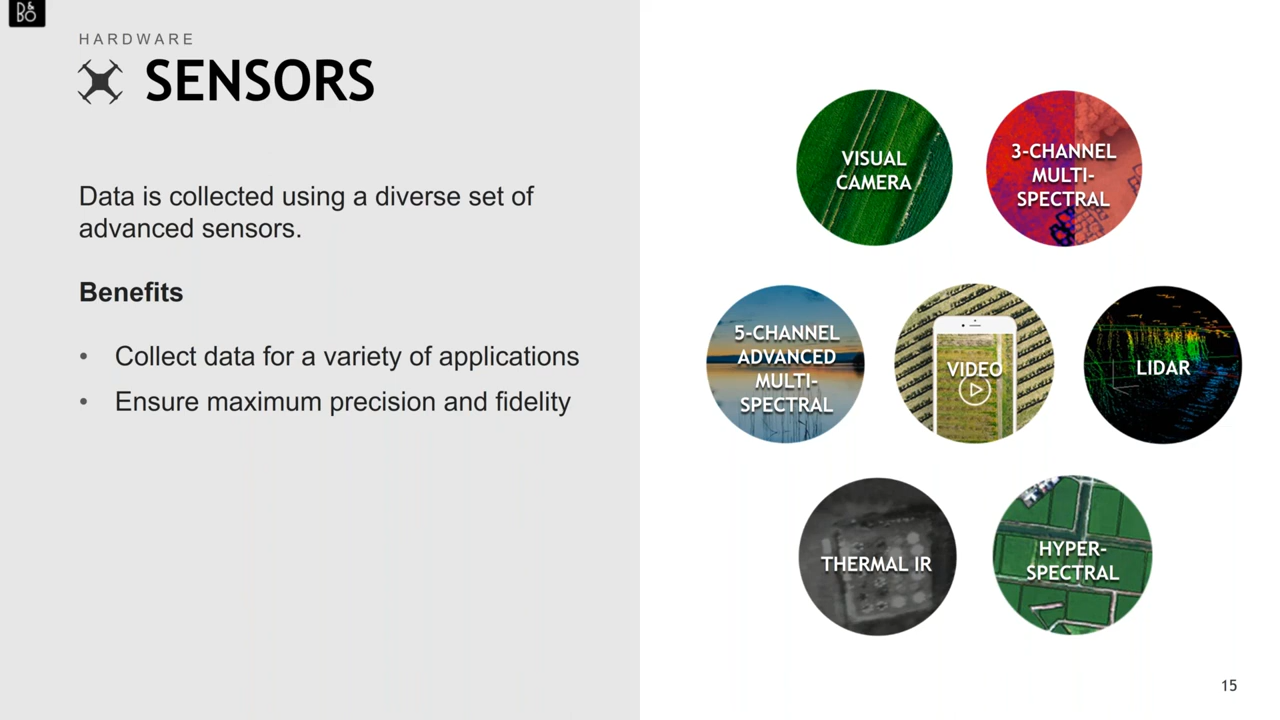 B&O
HARDWARE
SENSORS
Data is collected using a diverse set of
advanced sensors.
Benefits
• Collect data for a variety of applications
• Ensure maximum precision and fidelity
VISUAL
CAMERA
3-CHANNEL
MULTI-
SPECTRAL
5-CHANNEL
ADVANCED
MULTI-
SPECTRAL
VIDEO
LIDAR
THERMAL IR
HYPER-
SPECTRAL
15